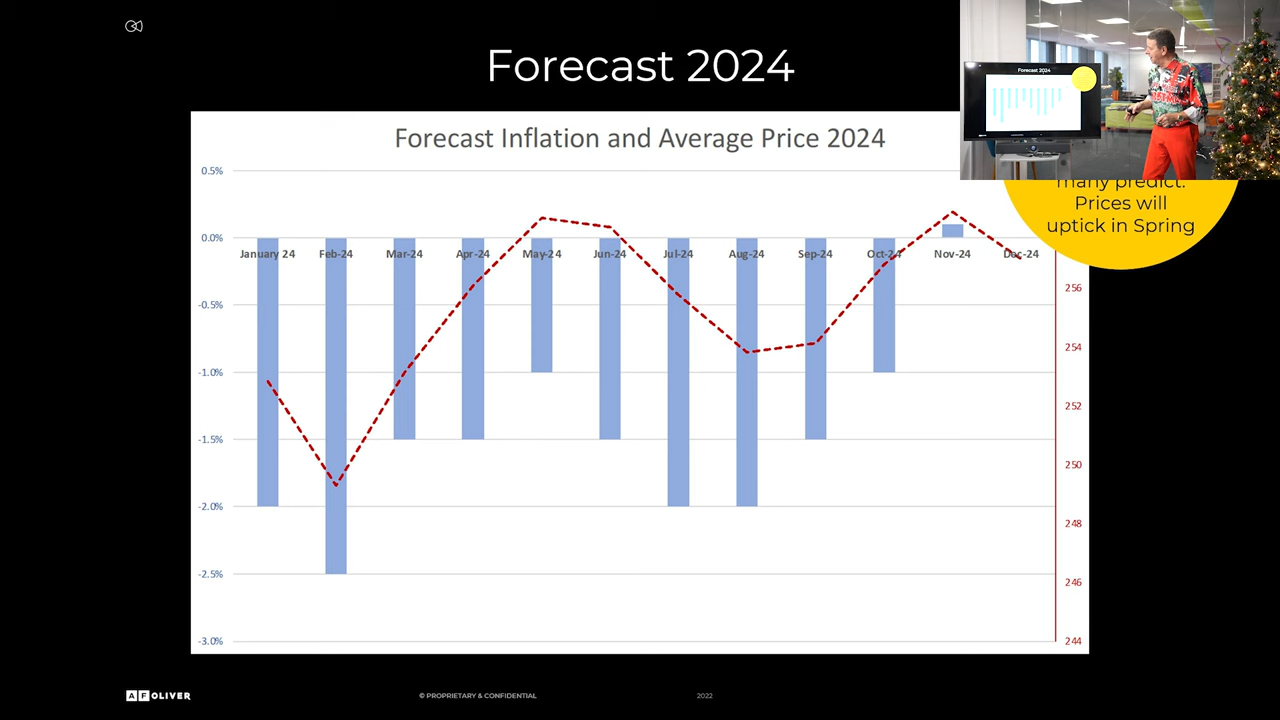 Forecast 2024
Forecast 2024
Forecast Inflation and Average Price 2024
many predict.
Prices will
uptick in Spring
0.5%
0.0%
January 24 Feb-24 Mar-24 Apr-24 May-24 Jun-24 Jul-24 Aug-24 Sep-24 Oct-24 Nov-24 Dec-24
-0.5%
-1.0%
-1.5%
-2.0%
-2.5%
-3.0%
256
254
252
250
248
246
244
AF OLIVER
© PROPRIETARY & CONFIDENTIAL
2022